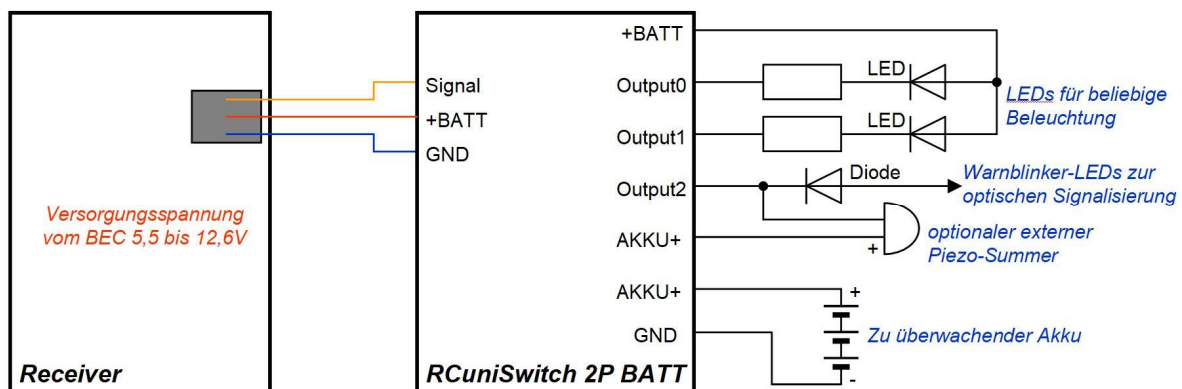 +BATT
LED
Signal
Output0
LEDs für beliebige
Beleuchtung
+BATT
LED
Output1
GND
Diode
Warnblinker-LEDs zur
optischen Signalisierung
Output2
Versorgungsspannung
vom BEC 5,5 bis 12,6V
optionaler externer
Piezo-Summer
AKKU+
+
AKKU+
+
GND
Zu überwachender Akku
-
Receiver
RCuniSwitch 2P BATT